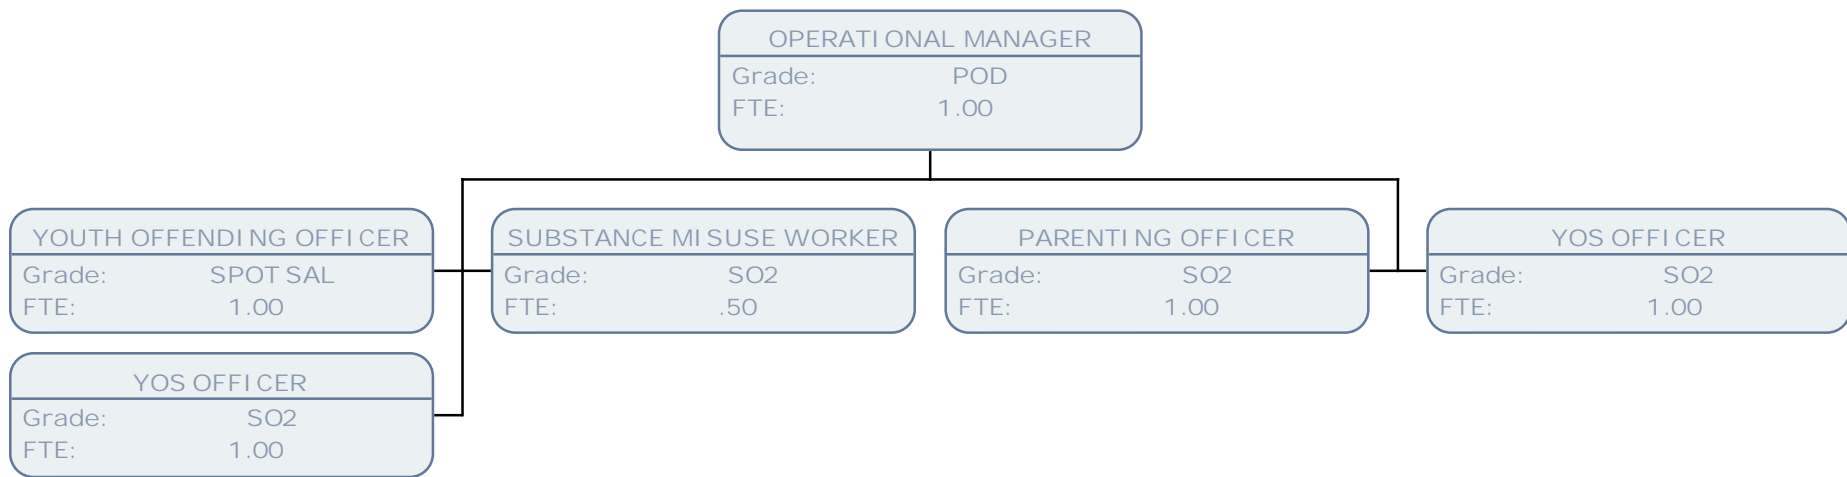 OPERATIONAL MANAGER
Grade: POD
FTE: 1.00
YOUTH OFFENDING OFFICER
Grade: SPOT SAL
FTE: 1.00
SUBSTANCE MISUSE WORKER
Grade: SO2
FTE: .50
PARENTING OFFICER
Grade: SO2
FTE: 1.00
YOS OFFICER
Grade: SO2
FTE: 1.00
YOS OFFICER
Grade: SO2
FTE: 1.00